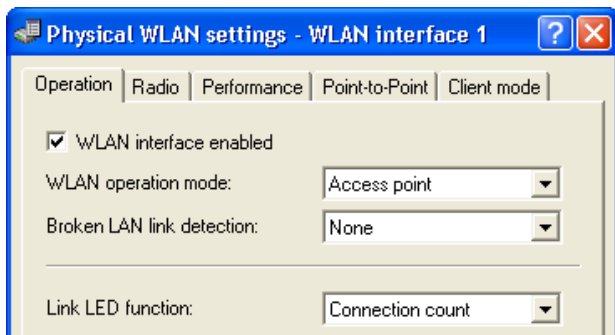 Physical WLAN settings - WLAN interface 1
Operation Radio Performance Point-to-Point Client mode
WLAN interface enabled
WLAN operation mode: Access point
Broken LAN link detection: None
Link LED function: Connection count